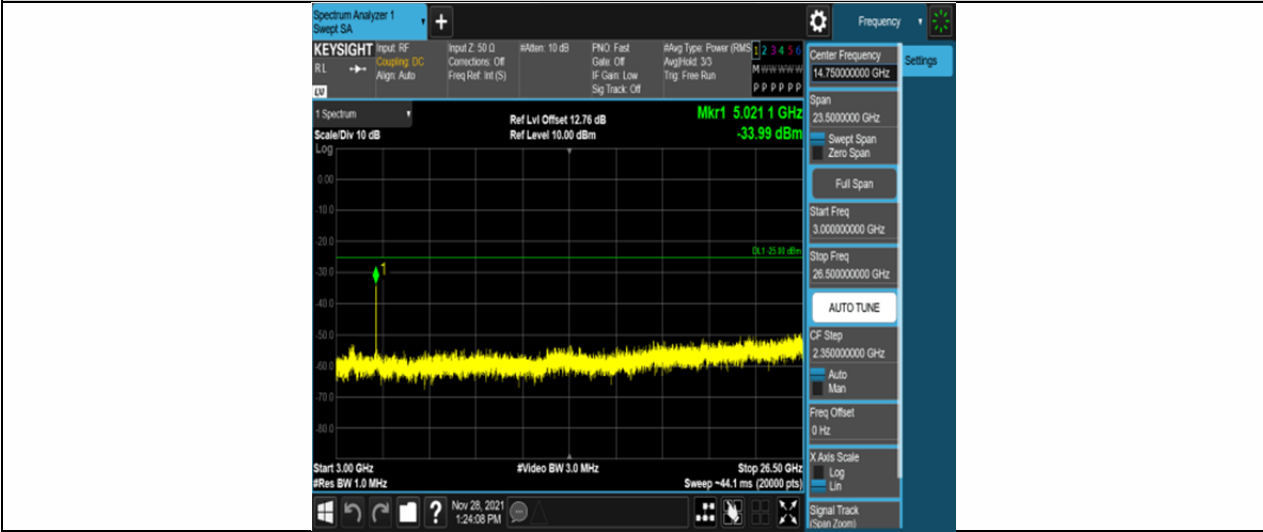 Spectrum Analyzer 1
Swept SA
+
Frequency
KEYSIGHT
RL
LV
Input: RF
Coupling: DC
Align: Auto
Input Z: 50 Ω
Corrections: Off
Freq Ref: Int (S)
#Atten: 10 dB
PNO: Fast
Gate: Off
IF Gain: Low
Sig Track: Off
#Avg Type: Power (RMS
Avg|Hold: 3/3
Trig: Free Run
1 2 3 4 5 6
M W W W W W
P P P P P P
1 Spectrum
Scale/Div 10 dB
Ref Lvl Offset 12.76 dB
Ref Level 10.00 dBm
Mkr1 5.021 1 GHz
-33.99 dBm
Log
0.00
-10.0
-20.0
DL1 -25.00 dBm
1
-30.0
-40.0
-50.0
-60.0
-70.0
-80.0
Start 3.00 GHz
#Res BW 1.0 MHz
#Video BW 3.0 MHz
Stop 26.50 GHz
Sweep ~44.1 ms (20000 pts)
Center Frequency
14.750000000 GHz
Settings
Span
23.5000000 GHz
Swept Span
Zero Span
Full Span
Start Freq
3.000000000 GHz
Stop Freq
26.500000000 GHz
AUTO TUNE
CF Step
2.350000000 GHz
Auto
Man
Freq Offset
0 Hz
X Axis Scale
Log
Lin
Signal Track
(Span Zoom)
?
Nov 28, 2021
1:24:08 PM